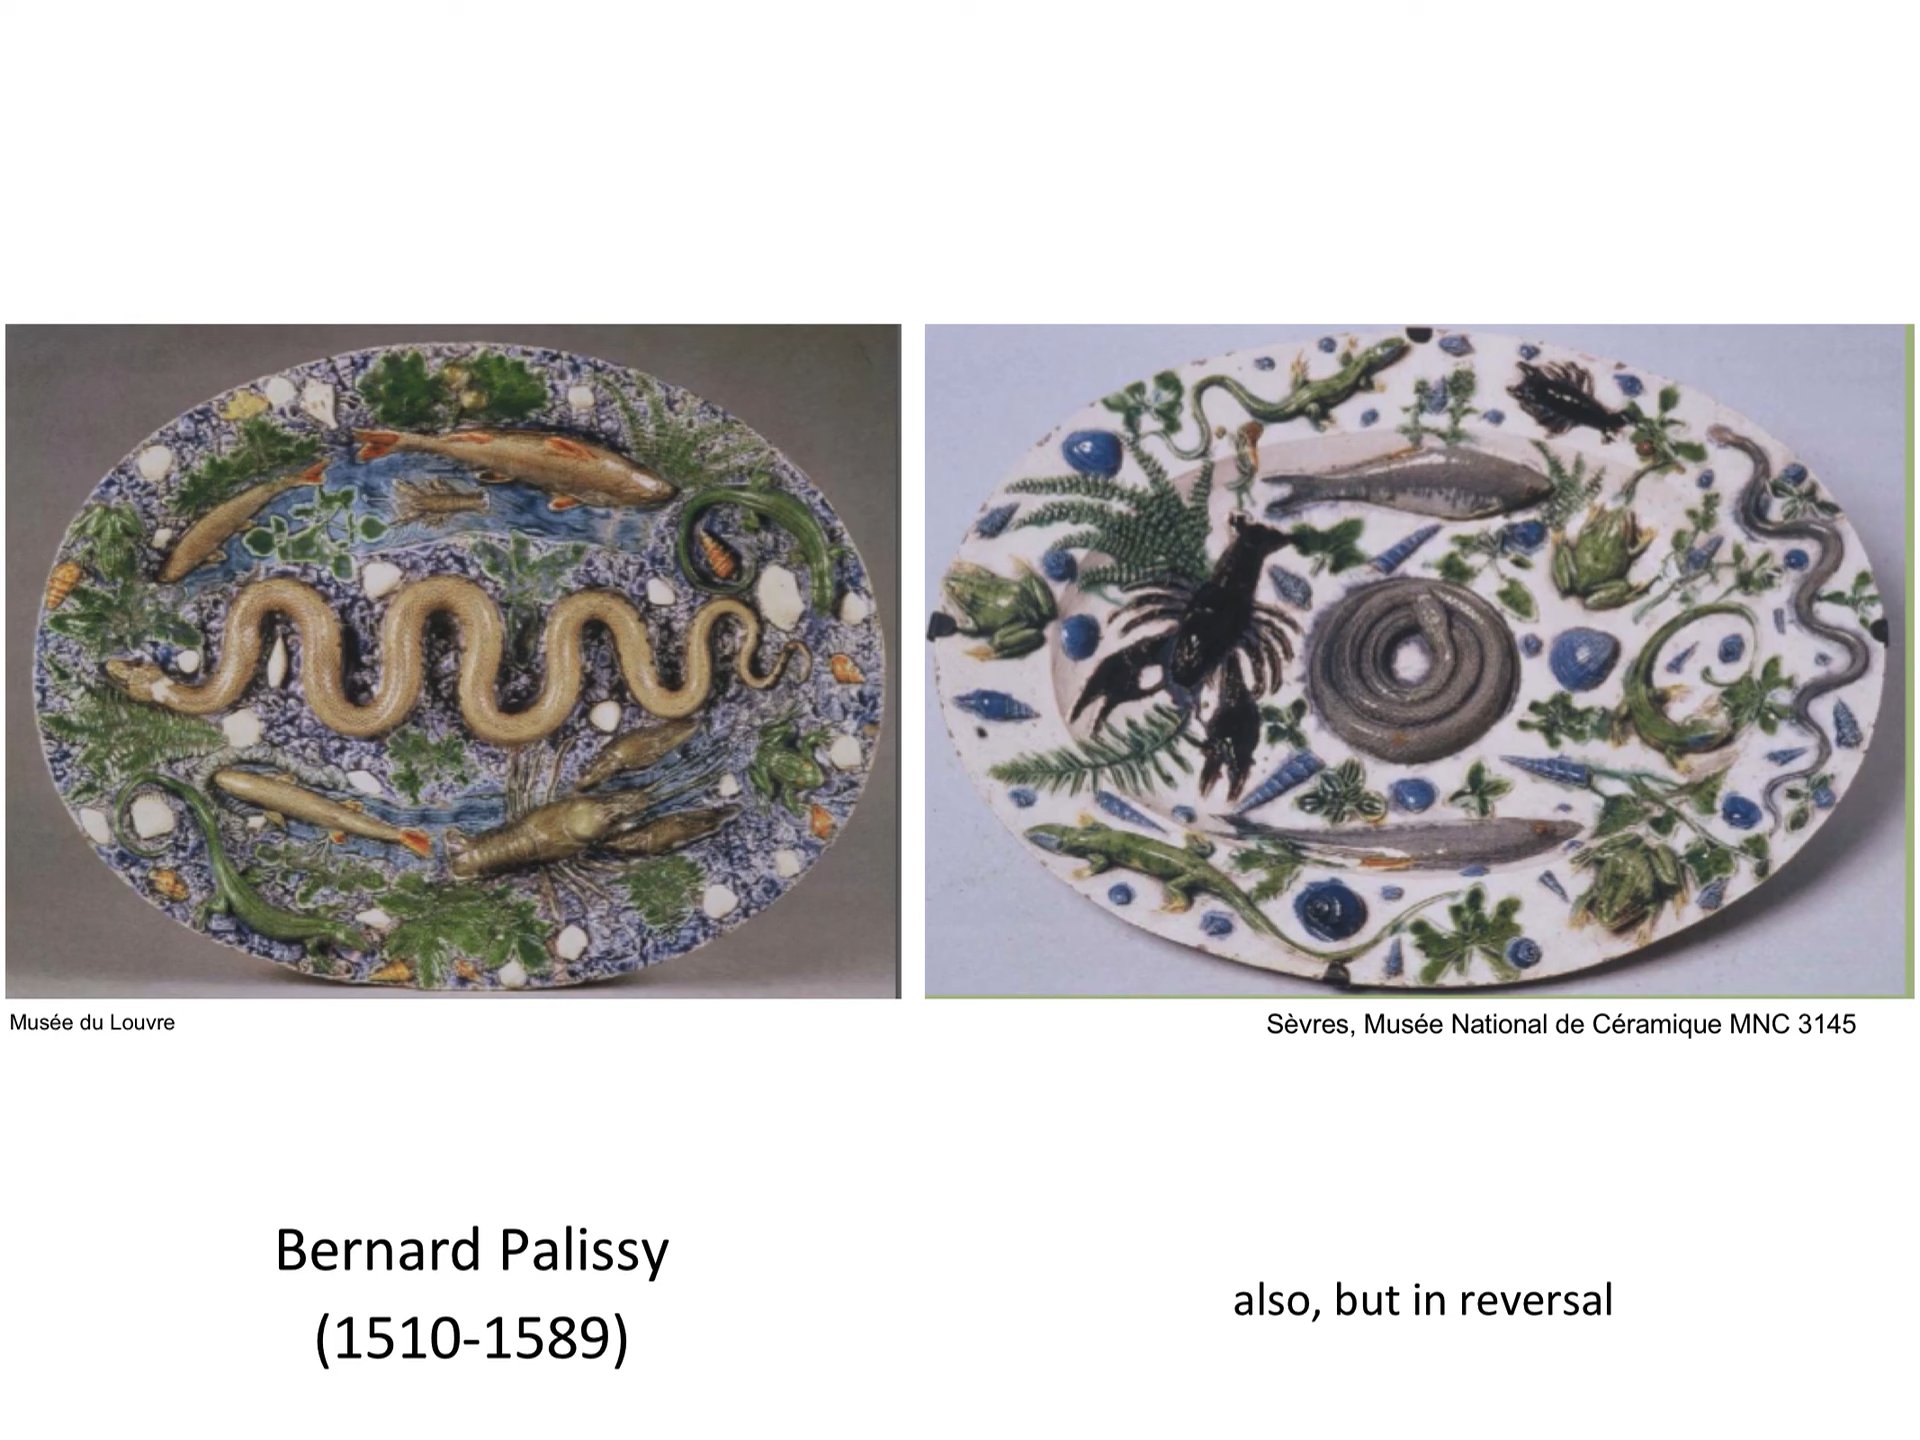 Musée du Louvre
Sèvres, Musée National de Céramique MNC 3145
Bernard Palissy
(1510-1589)
also, but in reversal